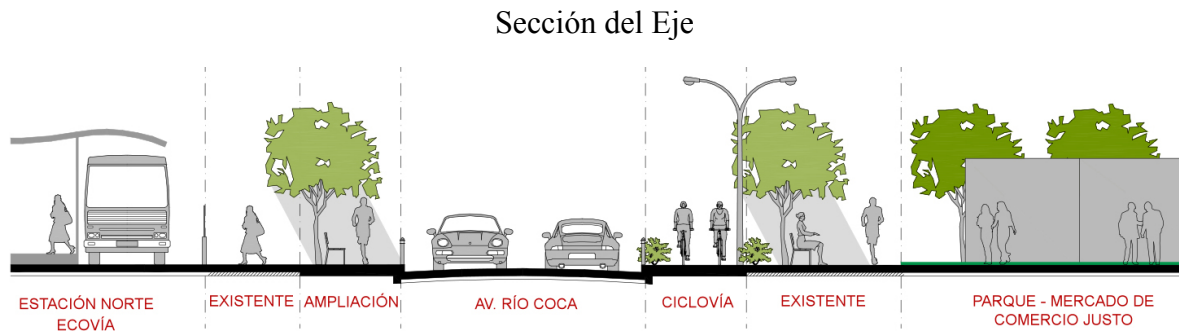 Sección del Eje
ESTACIÓN NORTE
ECOVÍA
EXISTENTE
AMPLIACIÓN
AV. RÍO COCA
CICLOVÍA
EXISTENTE
PARQUE - MERCADO DE
COMERCIO JUSTO